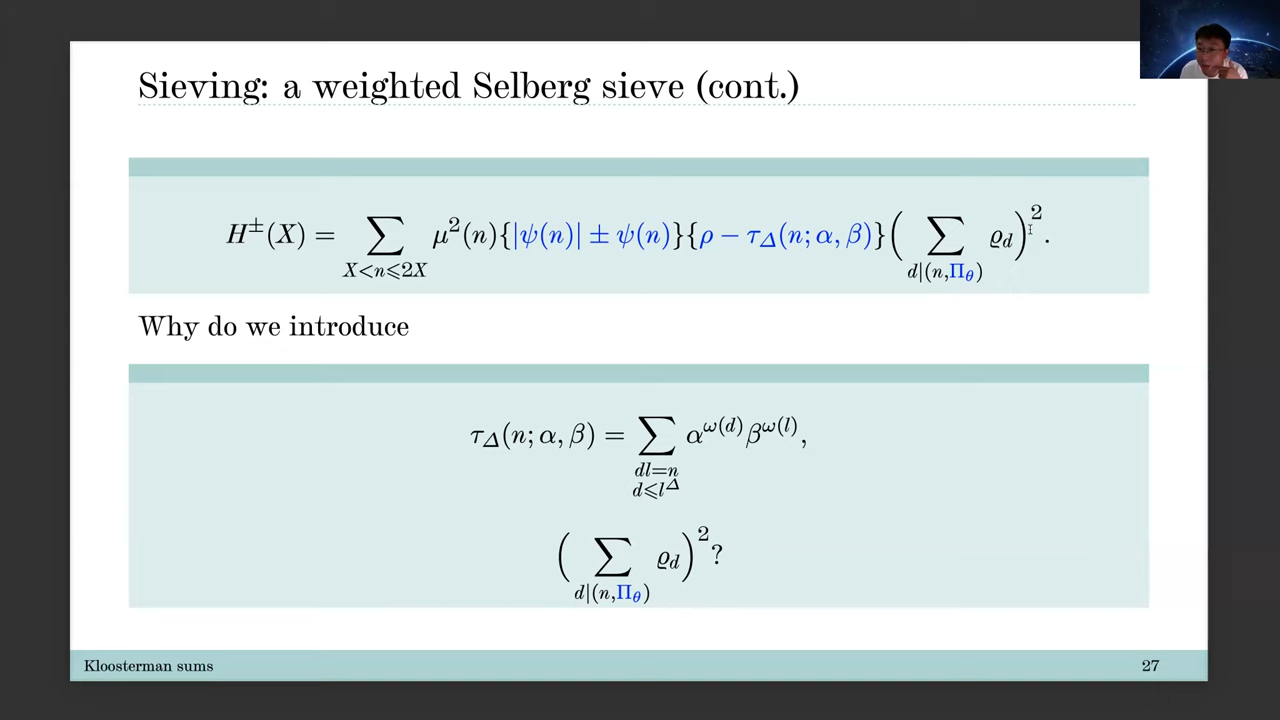 Sieving: a weighted Selberg sieve (cont.)
H^±(X) = ∑_{X<n⩽2X} μ²(n){|ψ(n)| ± ψ(n)}{ρ − τ_Δ(n; α, β)}(∑_{d|(n,Π_θ)} ϱ_d)².
Why do we introduce
τ_Δ(n; α, β) = ∑_{dl=n, d⩽l^Δ} α^{ω(d)}β^{ω(l)},
(∑_{d|(n,Π_θ)} ϱ_d)²?
Kloosterman sums 27